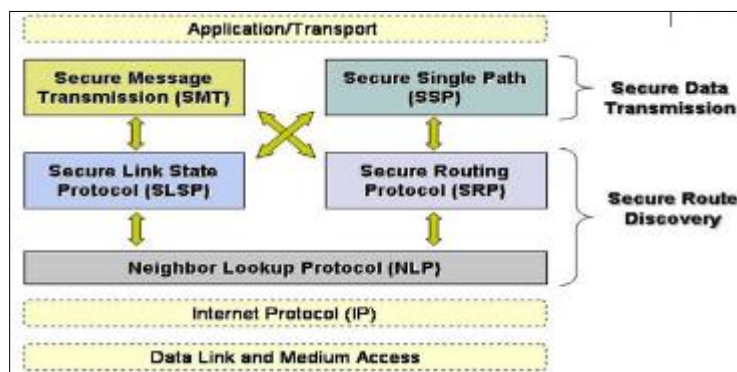 Application/Transport
Secure Message
Transmission (SMT)
Secure Single Path
(SSP)
Secure Data
Transmission
Secure Link State
Protocol (SLSP)
Secure Routing
Protocol (SRP)
Secure Route
Discovery
Neighbor Lookup Protocol (NLP)
Internet Protocol (IP)
Data Link and Medium Access